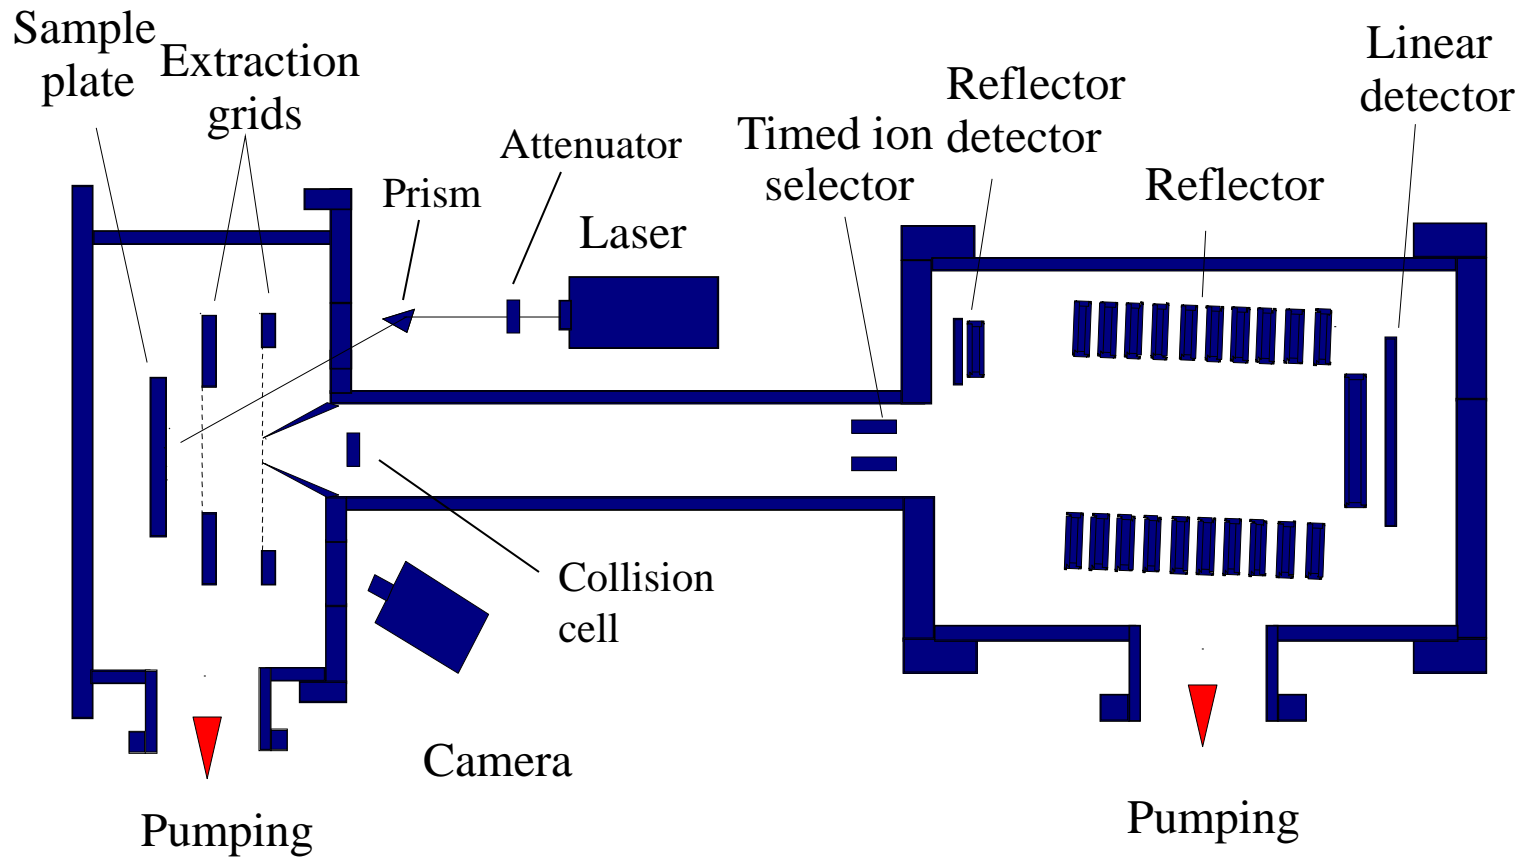 Sample
plate
Extraction
grids
Prism
Attenuator
Laser
Timed ion
selector
Reflector
detector
Reflector
Linear
detector
Collision
cell
Camera
Pumping
Pumping